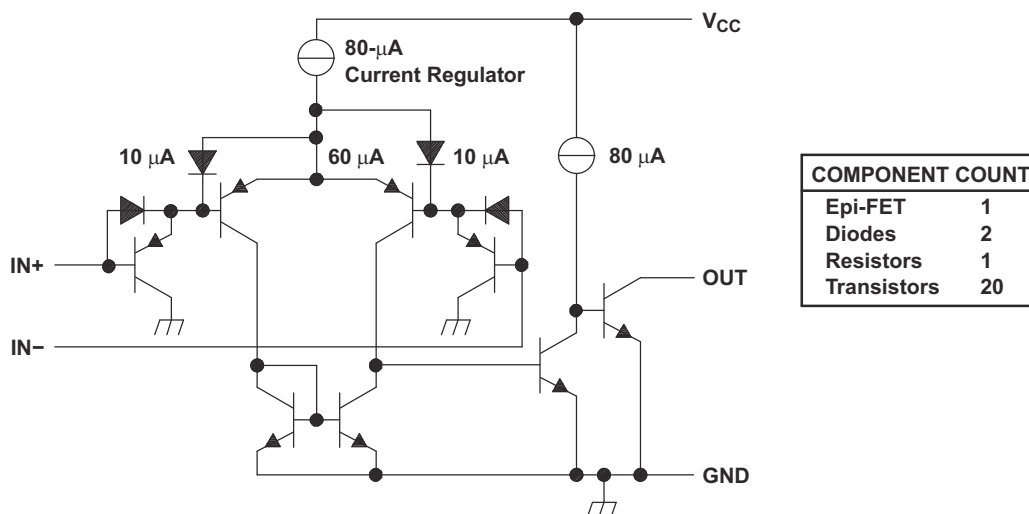 VCC
80-μA
Current Regulator
10 μA
60 μA
10 μA
80 μA
IN+
OUT
IN−
GND
COMPONENT COUNT
Epi-FET 1
Diodes 2
Resistors 1
Transistors 20